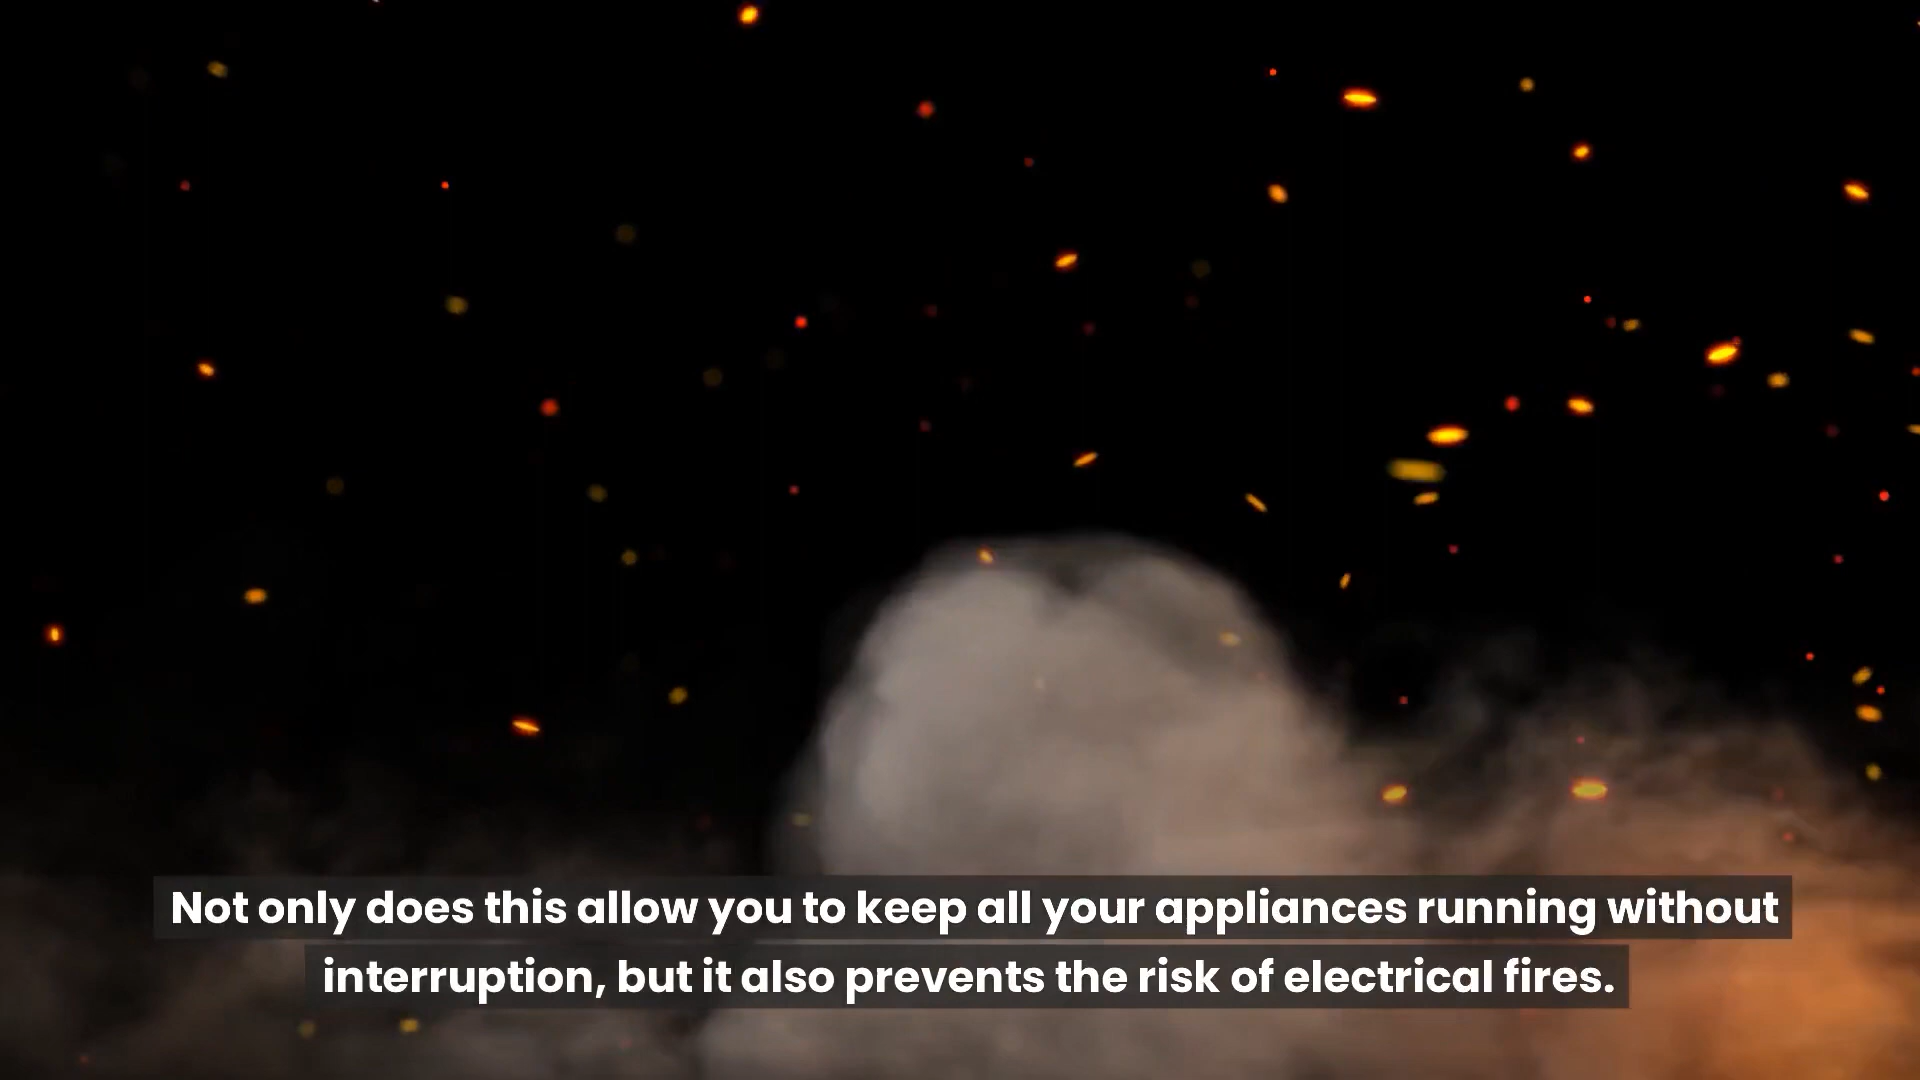 Not only does this allow you to keep all your appliances running without
interruption, but it also prevents the risk of electrical fires.